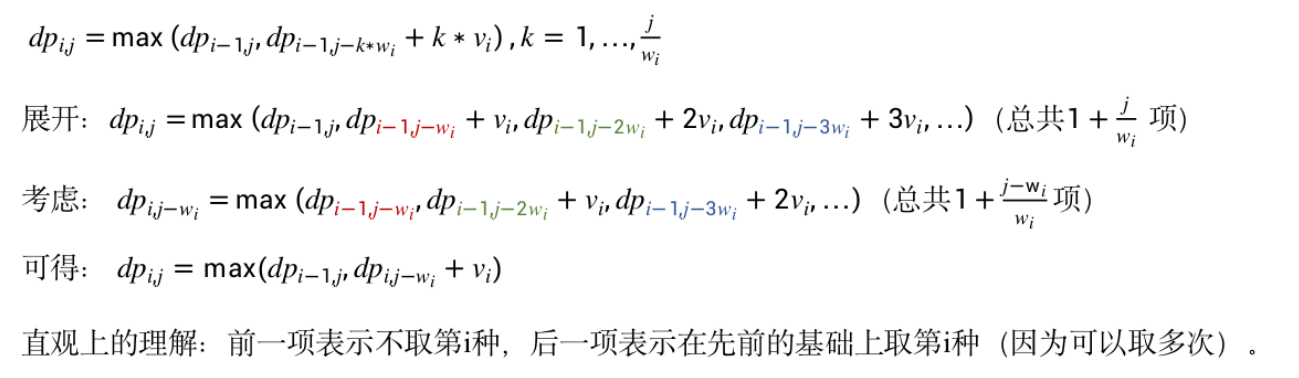 dp_{i,j} = max (dp_{i−1,j}, dp_{i−1,j−k*w_i} + k * v_i) , k = 1, …, \frac{j}{w_i}
展开：dp_{i,j} = max (dp_{i−1,j}, dp_{i−1,j−w_i} + v_i, dp_{i−1,j−2w_i} + 2v_i, dp_{i−1,j−3w_i} + 3v_i, …)（总共1 + \frac{j}{w_i} 项）
考虑： dp_{i,j−w_i} = max (dp_{i−1,j−w_i}, dp_{i−1,j−2w_i} + v_i, dp_{i−1,j−3w_i} + 2v_i, …)（总共1 + \frac{j−w_i}{w_i} 项）
可得： dp_{i,j} = max(dp_{i−1,j}, dp_{i,j−w_i} + v_i)
直观上的理解：前一项表示不取第i种，后一项表示在先前的基础上取第i种（因为可以取多次）。